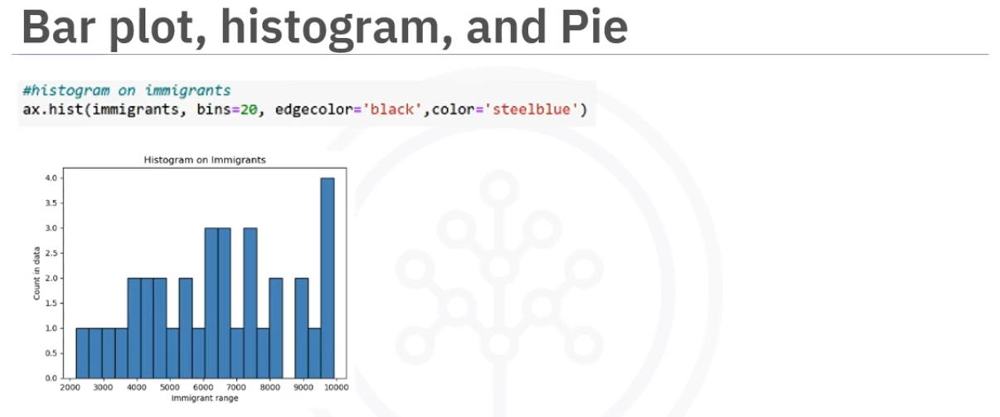 Bar plot, histogram, and Pie
#histogram on immigrants
ax.hist(immigrants, bins=20, edgecolor='black',color='steelblue')
Histogram on Immigrants
4.0
3.5
3.0
2.5
2.0
1.5
1.0
0.5
0.0
Count in data
2000 3000 4000 5000 6000 7000 8000 9000 10000
Immigrant range